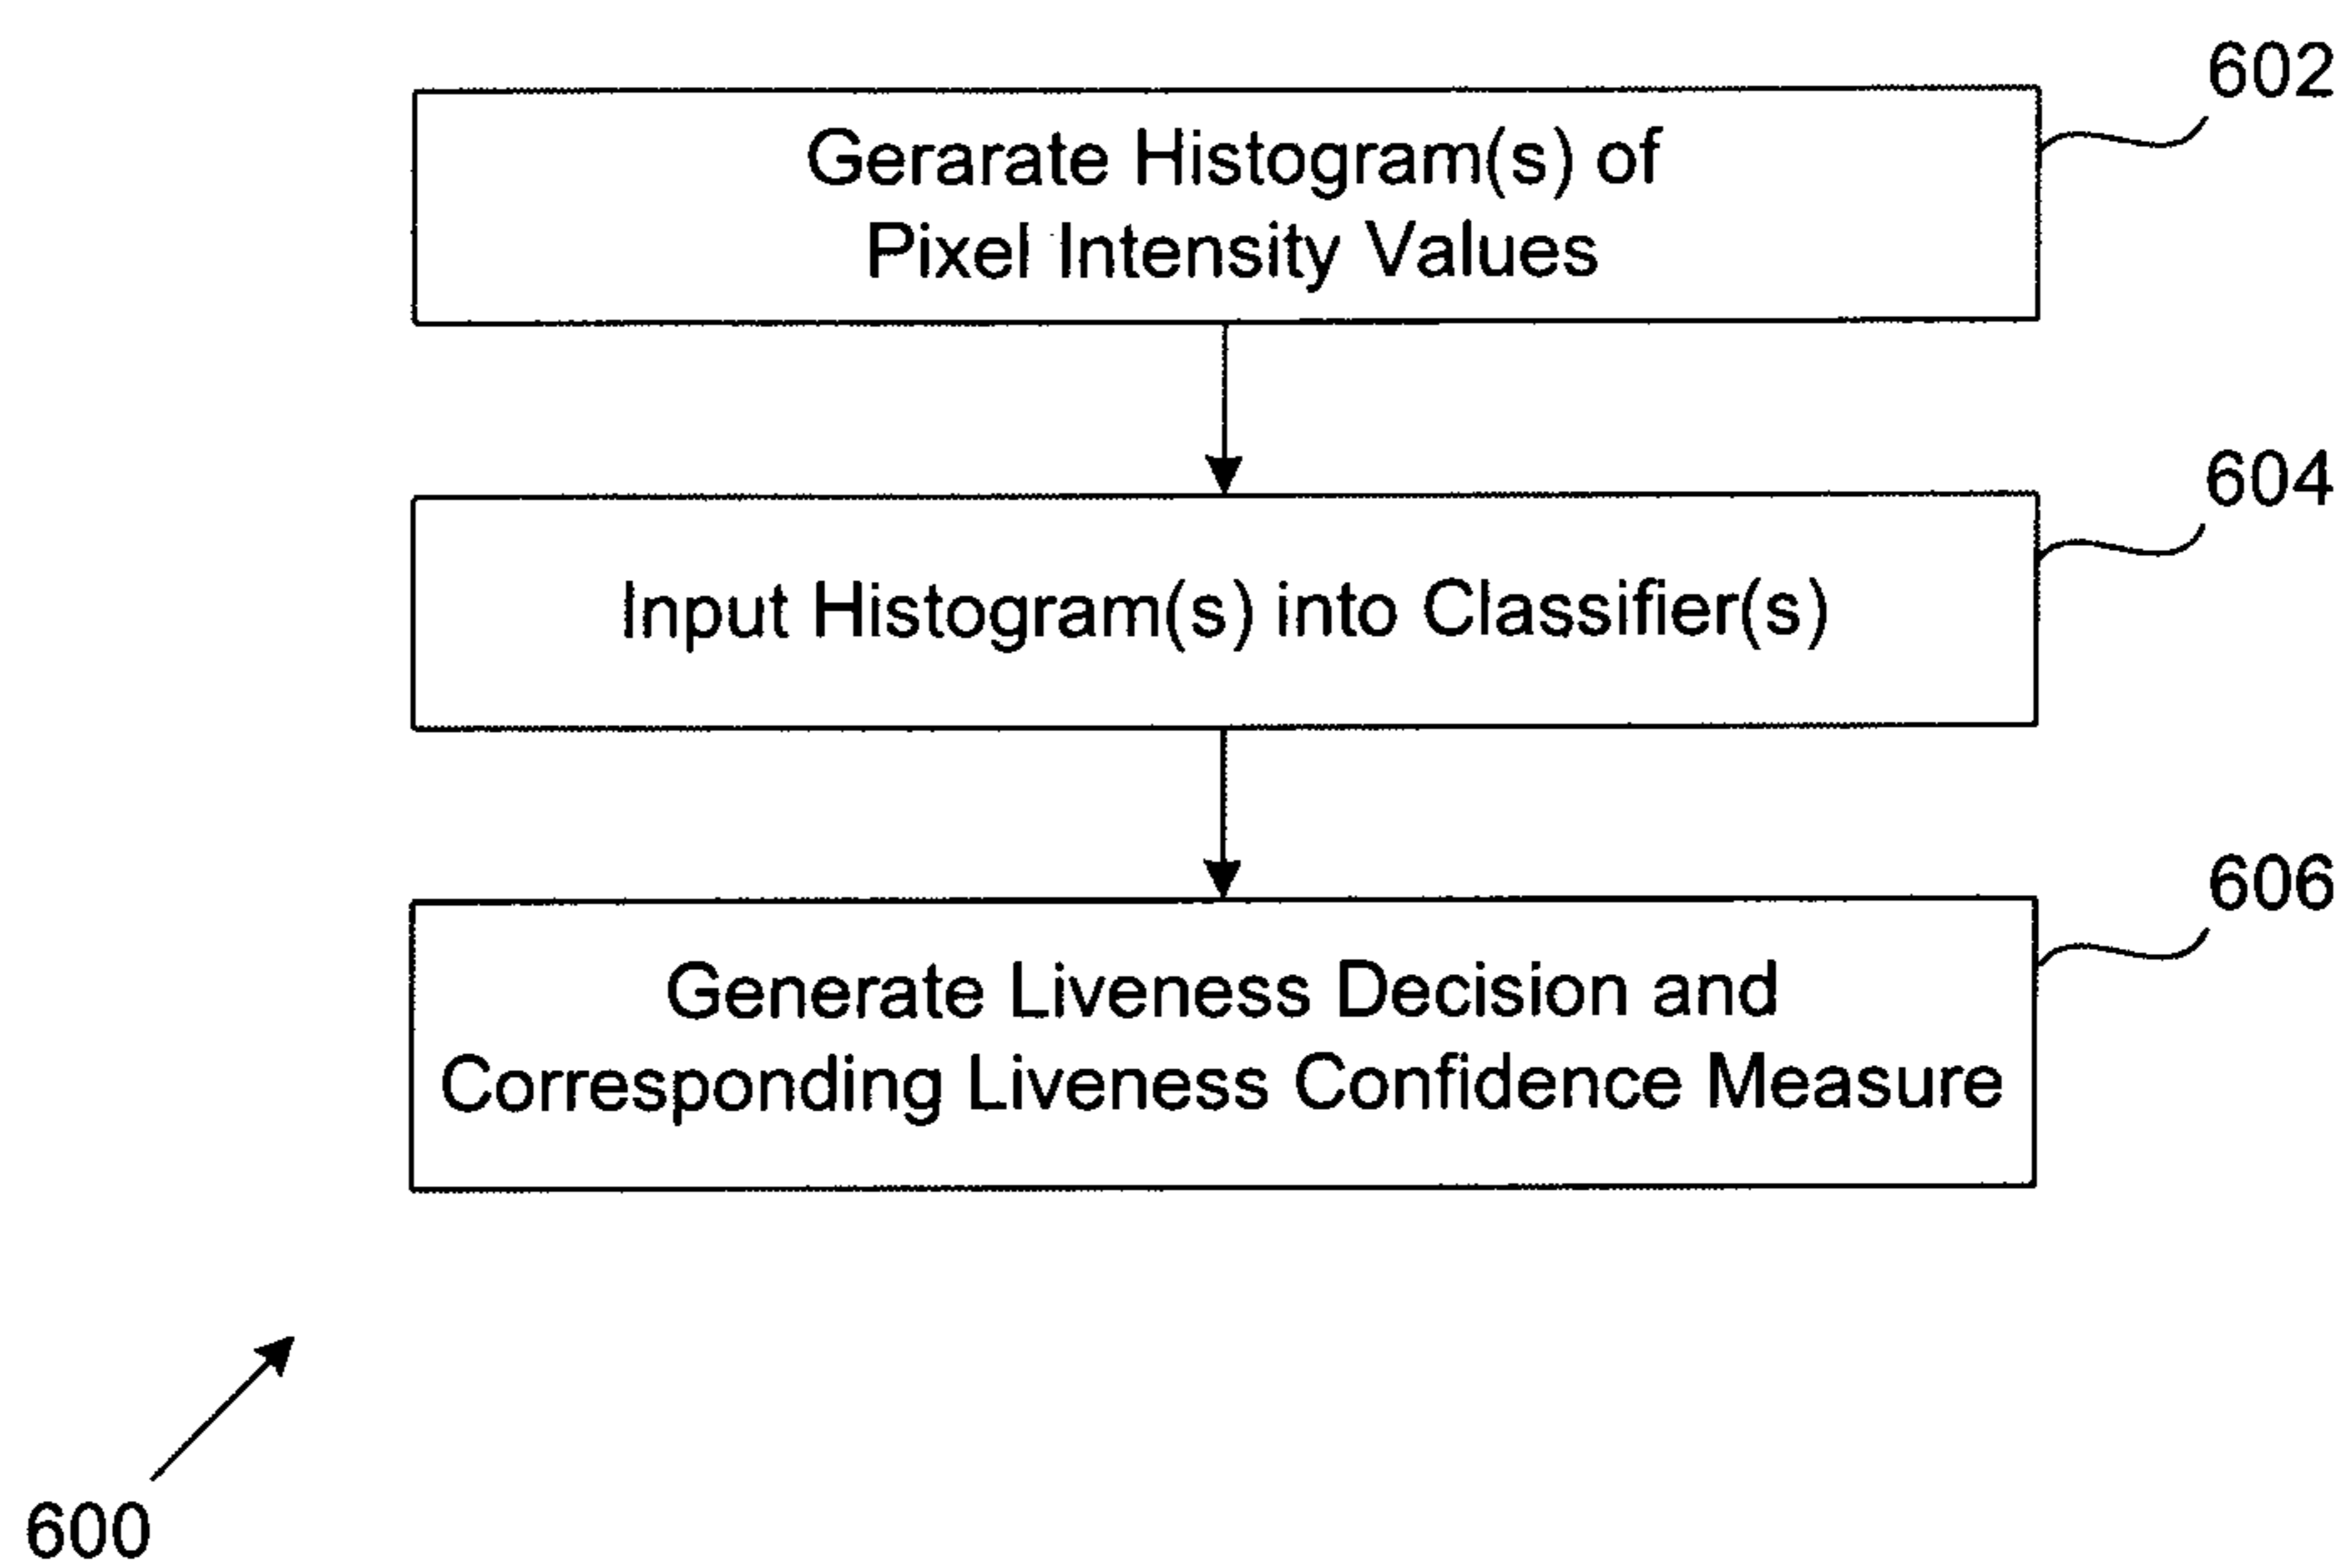 602
Gerarate Histogram(s) of
Pixel Intensity Values
604
Input Histogram(s) into Classifier(s)
606
Generate Liveness Decision and
Corresponding Liveness Confidence Measure
600